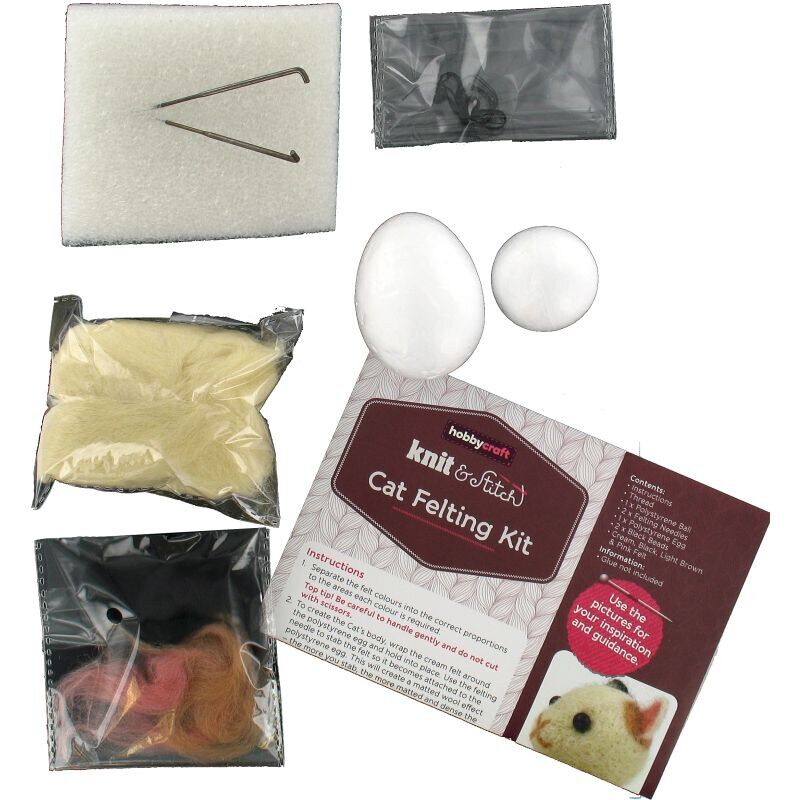 hobbycraft
knit & Stitch
Cat Felting Kit
Instructions
1. Separate the felt colours into the correct proportions
to the areas each colour is required.
Top tip! Be careful to handle gently and do not cut
with scissors.
2. To create the Cat's body, wrap the cream felt around
the polystyrene egg and hold into place. Use the felting
needle to stab the felt so it becomes attached to the
polystyrene egg. This will create a matted wool effect
the more you stab, the more matted and dense the
Contents:
• Instructions
• Thread
• 1 x Polystyrene Ball
• 2 x Felting Needles
• 1 x Polystyrene Egg
• 2 x Black Beads
• Cream, Black, Light Brown
& Pink Felt
Information:
• Glue not included
Use the
pictures for
your inspiration
and guidance.